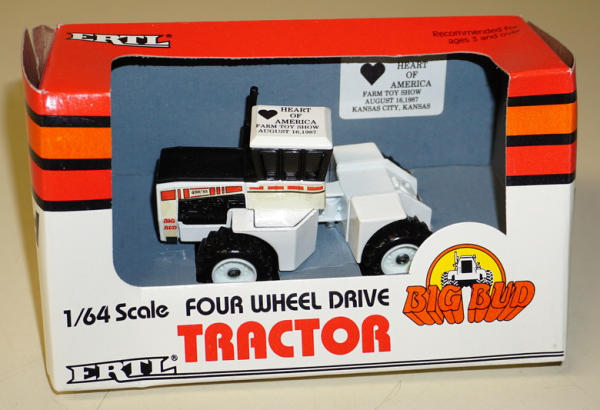 ERTL®
Recommended for
ages 3 and over
HEART
OF
AMERICA
FARM TOY SHOW
AUGUST 16, 1987
KANSAS CITY, KANSAS
HEART
OF
AMERICA
FARM TOY SHOW
AUGUST 16, 1987
BIG
BUD
1/64 Scale FOUR WHEEL DRIVE
TRACTOR
BIG BUD
ERTL®